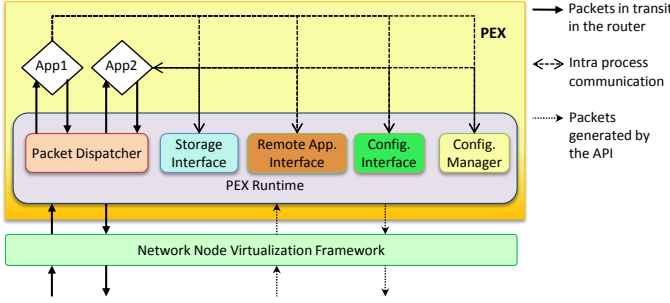 PEX
App1
App2
Packet Dispatcher
Storage
Interface
Remote App.
Interface
Config.
Interface
Config.
Manager
PEX Runtime
Network Node Virtualization Framework
Packets in transit
in the router
Intra process
communication
Packets
generated by
the API